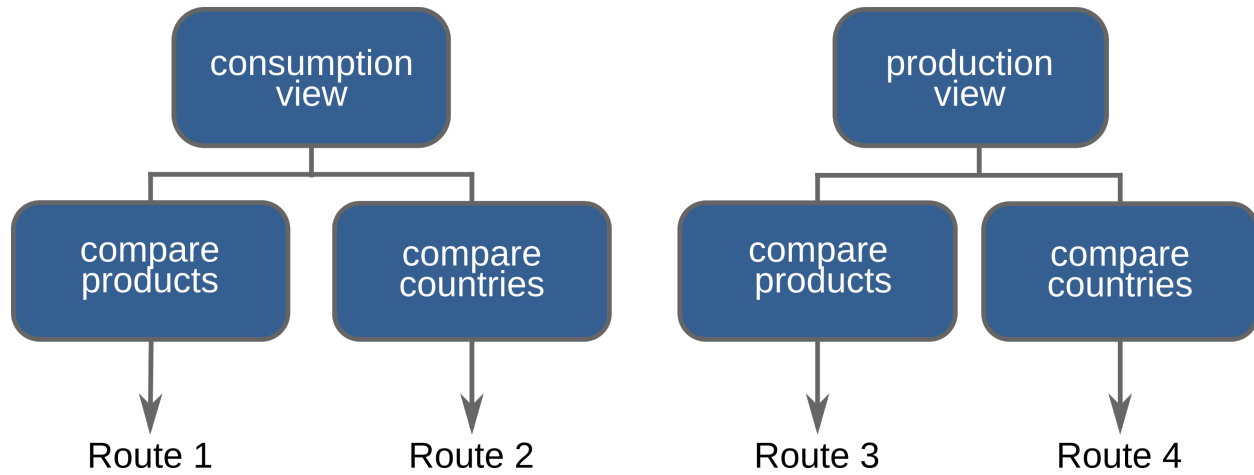 consumption
view
production
view
compare
products
compare
countries
compare
products
compare
countries
Route 1
Route 2
Route 3
Route 4